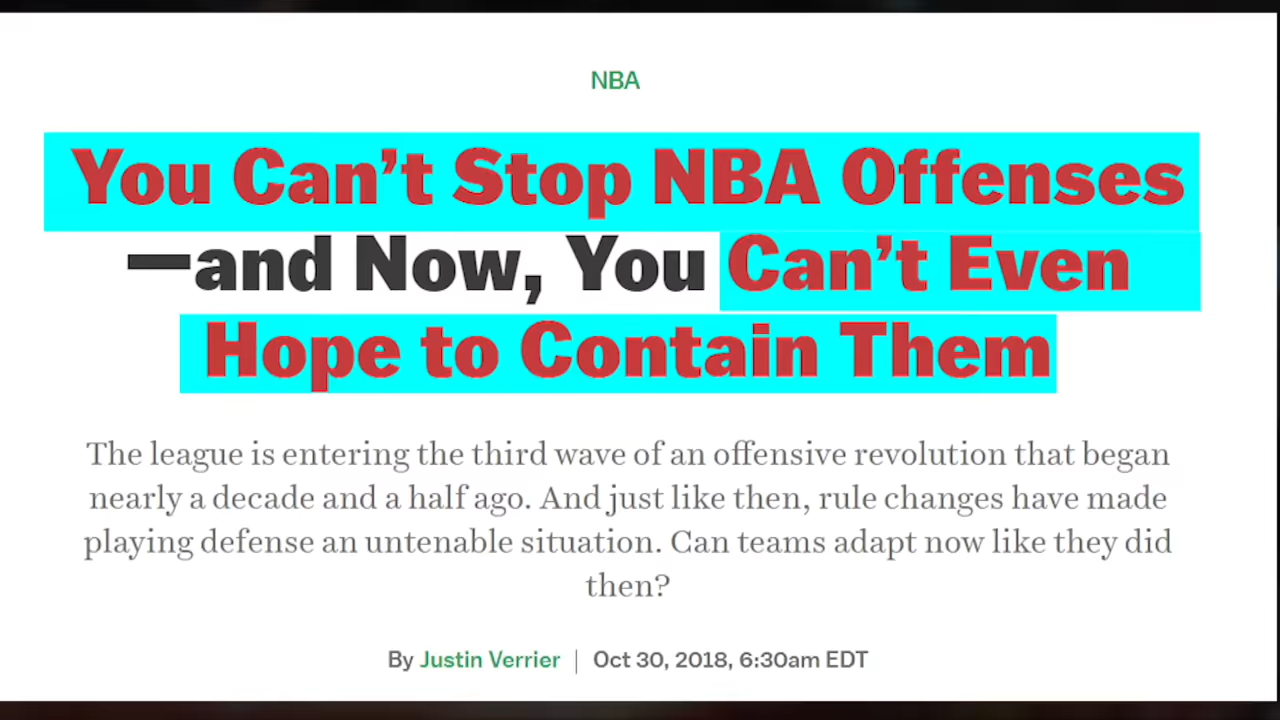 NBA
You Can’t Stop NBA Offenses
—and Now, You Can’t Even
Hope to Contain Them
The league is entering the third wave of an offensive revolution that began
nearly a decade and a half ago. And just like then, rule changes have made
playing defense an untenable situation. Can teams adapt now like they did
then?
By Justin Verrier | Oct 30, 2018, 6:30am EDT